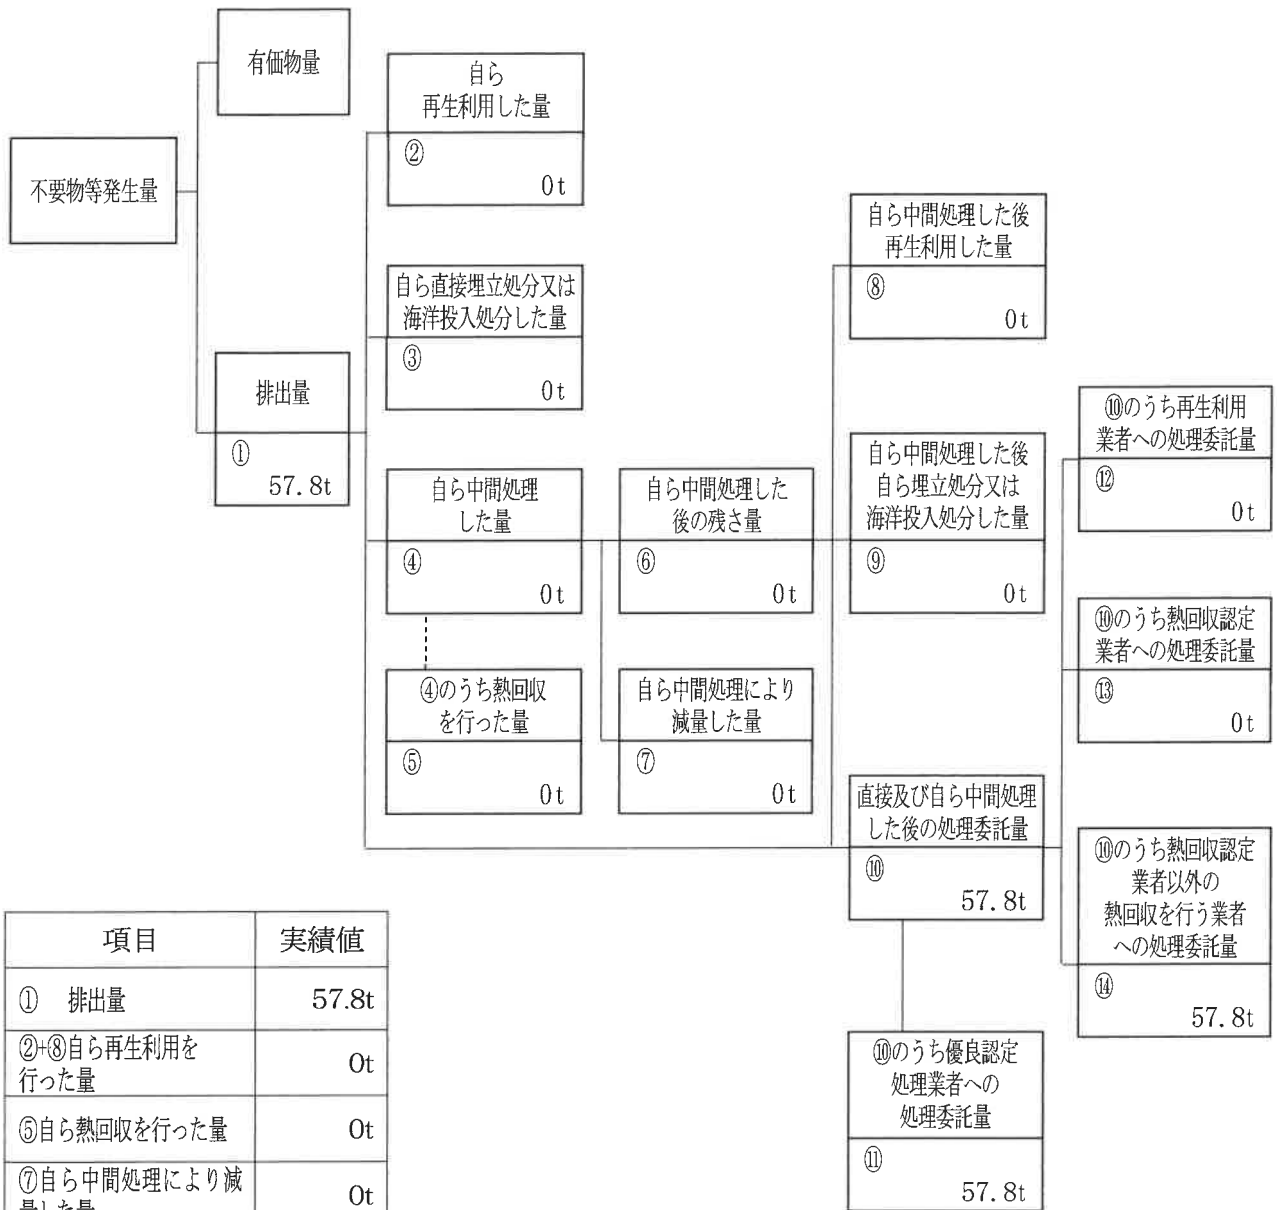 有価物量
不要物等発生量
排出量
①
57.8t
自ら
再生利用した量
②
0t
自ら直接埋立処分又は
海洋投入処分した量
③
0t
自ら中間処理
した量
④
0t
④のうち熱回収
を行った量
⑤
0t
自ら中間処理した
後の残さ量
⑥
0t
自ら中間処理により
減量した量
⑦
0t
自ら中間処理した後
再生利用した量
⑧
0t
自ら中間処理した後
自ら埋立処分又は
海洋投入処分した量
⑨
0t
直接及び自ら中間処理
した後の処理委託量
⑩
57.8t
⑩のうち優良認定
処理業者への
処理委託量
⑪
57.8t
⑩のうち再生利用
業者への処理委託量
⑫
0t
⑩のうち熱回収認定
業者への処理委託量
⑬
0t
⑩のうち熱回収認定
業者以外の
熱回収を行う業者
への処理委託量
⑭
57.8t
項目 実績値
① 排出量 57.8t
②+⑧自ら再生利用を
行った量 0t
⑤自ら熱回収を行った量 0t
⑦自ら中間処理により減
量した量 0t